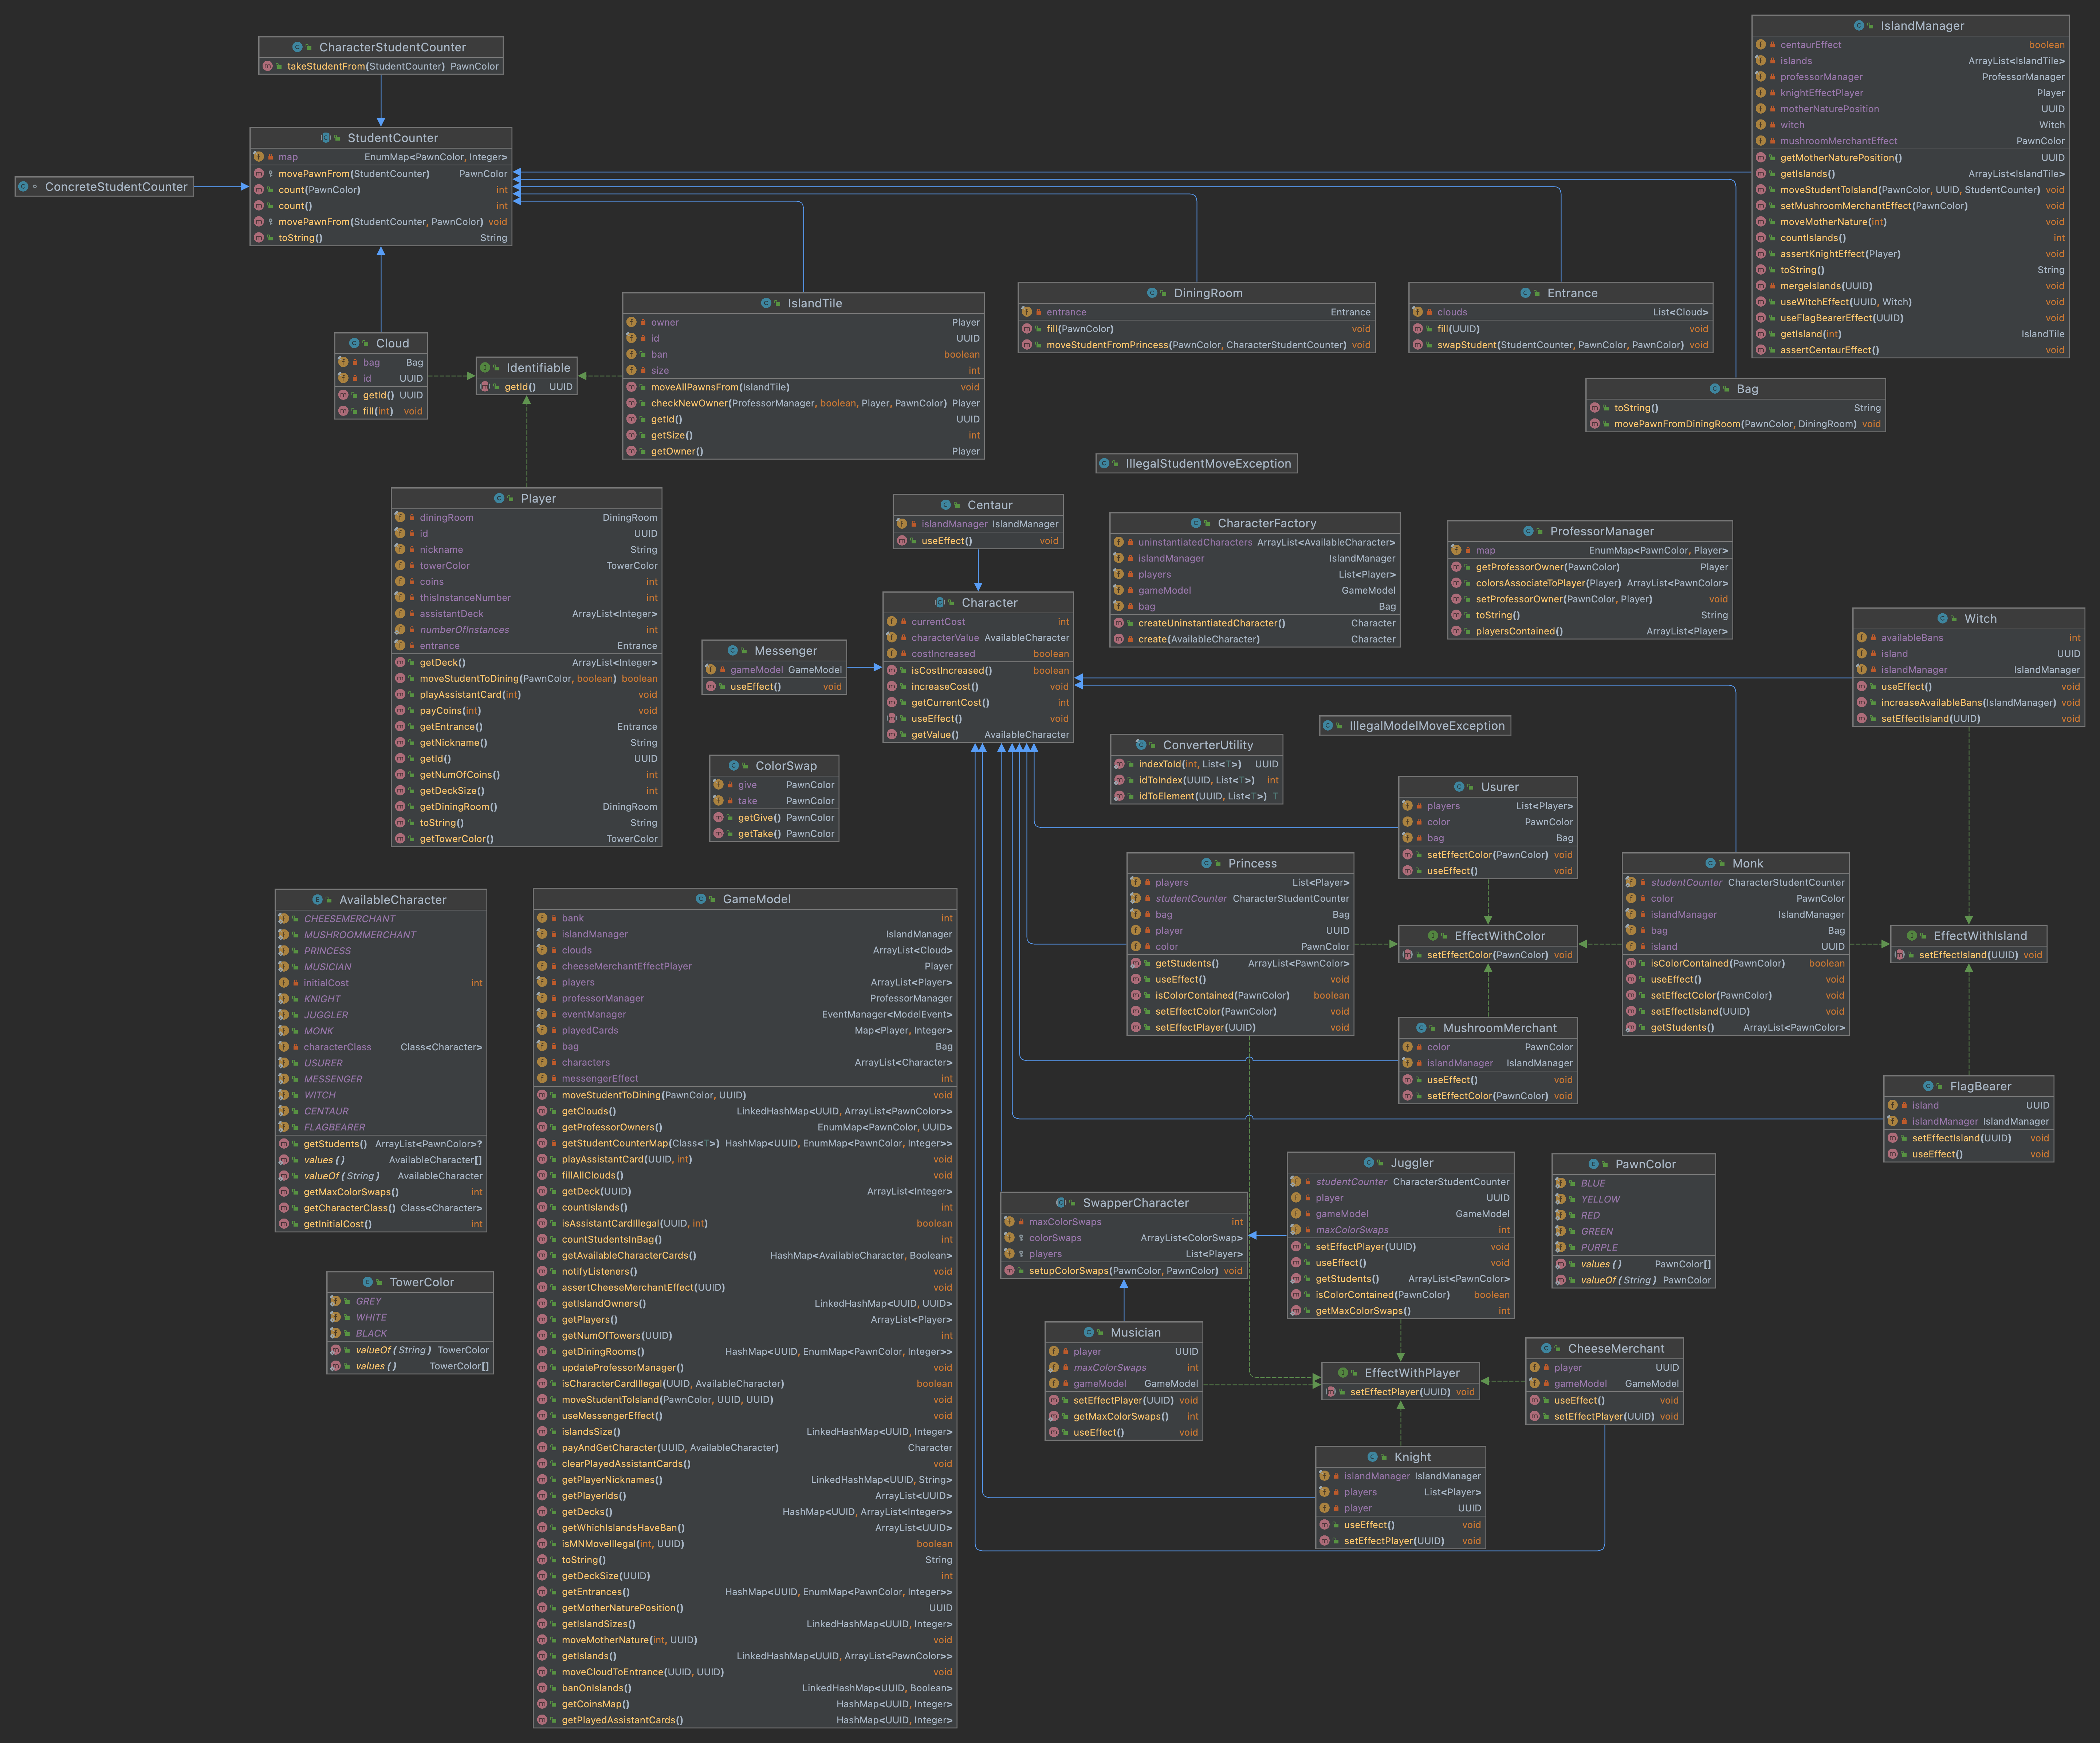 CharacterStudentCounter
takeStudentFrom(StudentCounter) PawnColor
StudentCounter
map EnumMap<PawnColor, Integer>
movePawnFrom(StudentCounter) PawnColor
count(PawnColor) int
count() int
movePawnFrom(StudentCounter, PawnColor) void
toString() String
ConcreteStudentCounter
IslandManager
centaurEffect boolean
islands ArrayList<IslandTile>
professorManager ProfessorManager
knightEffectPlayer Player
motherNaturePosition UUID
witch Witch
mushroomMerchantEffect PawnColor
getMotherNaturePosition() UUID
getIslands() ArrayList<IslandTile>
moveStudentToIsland(PawnColor, UUID, StudentCounter) void
setMushroomMerchantEffect(PawnColor) void
moveMotherNature(int) void
countIslands() int
assertKnightEffect(Player) void
toString() String
mergeIslands(UUID) void
useWitchEffect(UUID, Witch) void
useFlagBearerEffect(UUID) void
getIsland(int) IslandTile
assertCentaurEffect() void
Cloud
bag Bag
id UUID
getId() UUID
fill(int) void
Identifiable
getId() UUID
IslandTile
owner Player
id UUID
ban boolean
size int
moveAllPawnsFrom(IslandTile) void
checkNewOwner(ProfessorManager, boolean, Player, PawnColor) Player
getId() UUID
getSize() int
getOwner() Player
DiningRoom
entrance Entrance
fill(PawnColor) void
moveStudentFromPrincess(PawnColor, CharacterStudentCounter) void
Entrance
clouds List<Cloud>
fill(UUID) void
swapStudent(StudentCounter, PawnColor, PawnColor) void
Bag
toString() String
movePawnFromDiningRoom(PawnColor, DiningRoom) void
IllegalStudentMoveException
Player
diningRoom DiningRoom
id UUID
nickname String
towerColor TowerColor
coins int
thisInstanceNumber int
assistantDeck ArrayList<Integer>
numberOfInstances int
entrance Entrance
getDeck() ArrayList<Integer>
moveStudentToDining(PawnColor, boolean) boolean
playAssistantCard(int) void
payCoins(int) void
getEntrance() Entrance
getNickname() String
getId() UUID
getNumOfCoins() int
getDeckSize() int
getDiningRoom() DiningRoom
toString() String
getTowerColor() TowerColor
Centaur
islandManager IslandManager
useEffect() void
CharacterFactory
uninstantiatedCharacters ArrayList<AvailableCharacter>
islandManager IslandManager
players List<Player>
gameModel GameModel
bag Bag
createUninstantiatedCharacter() Character
create(AvailableCharacter) Character
ProfessorManager
map EnumMap<PawnColor, Player>
getProfessorOwner(PawnColor) Player
colorsAssociateToPlayer(Player) ArrayList<PawnColor>
setProfessorOwner(PawnColor, Player) void
toString() String
playersContained() ArrayList<Player>
Character
currentCost int
characterValue AvailableCharacter
costIncreased boolean
isCostIncreased() boolean
increaseCost() void
getCurrentCost() int
useEffect() void
getValue() AvailableCharacter
Messenger
gameModel GameModel
useEffect() void
Witch
availableBans int
island UUID
islandManager IslandManager
useEffect() void
increaseAvailableBans(IslandManager) void
setEffectIsland(UUID) void
IllegalModelMoveException
ConverterUtility
indexToId(int, List<T>) UUID
idToIndex(UUID, List<T>) int
idToElement(UUID, List<T>) T
ColorSwap
give PawnColor
take PawnColor
getGive() PawnColor
getTake() PawnColor
Usurer
players List<Player>
color PawnColor
bag Bag
setEffectColor(PawnColor) void
useEffect() void
Princess
players List<Player>
studentCounter CharacterStudentCounter
bag Bag
player UUID
color PawnColor
getStudents() ArrayList<PawnColor>
useEffect() void
isColorContained(PawnColor) boolean
setEffectColor(PawnColor) void
setEffectPlayer(UUID) void
Monk
studentCounter CharacterStudentCounter
color PawnColor
islandManager IslandManager
bag Bag
island UUID
isColorContained(PawnColor) boolean
useEffect() void
setEffectColor(PawnColor) void
setEffectIsland(UUID) void
getStudents() ArrayList<PawnColor>
EffectWithColor
setEffectColor(PawnColor) void
EffectWithIsland
setEffectIsland(UUID) void
AvailableCharacter
CHEESEMERCHANT
MUSHROOMMERCHANT
PRINCESS
MUSICIAN
initialCost int
KNIGHT
JUGGLER
MONK
characterClass Class<Character>
USURER
MESSENGER
WITCH
CENTAUR
FLAGBEARER
getStudents() ArrayList<PawnColor>?
values() AvailableCharacter[]
valueOf(String) AvailableCharacter
getMaxColorSwaps() int
getCharacterClass() Class<Character>
getInitialCost() int
GameModel
bank int
islandManager IslandManager
clouds ArrayList<Cloud>
cheeseMerchantEffectPlayer Player
players ArrayList<Player>
professorManager ProfessorManager
eventManager EventManager<ModelEvent>
playedCards Map<Player, Integer>
bag Bag
characters ArrayList<Character>
messengerEffect int
moveStudentToDining(PawnColor, UUID) void
getClouds() LinkedHashMap<UUID, ArrayList<PawnColor>>
getProfessorOwners() EnumMap<PawnColor, UUID>
getStudentCounterMap(Class<T>) HashMap<UUID, EnumMap<PawnColor, Integer>>
playAssistantCard(UUID, int) void
fillAllClouds() void
getDeck(UUID) ArrayList<Integer>
countIslands() int
isAssistantCardIllegal(UUID, int) boolean
countStudentsInBag() int
getAvailableCharacterCards() HashMap<AvailableCharacter, Boolean>
notifyListeners() void
assertCheeseMerchantEffect(UUID) void
getIslandOwners() LinkedHashMap<UUID, UUID>
getPlayers() ArrayList<Player>
getNumOfTowers(UUID) int
getDiningRooms() HashMap<UUID, EnumMap<PawnColor, Integer>>
updateProfessorManager() void
isCharacterCardIllegal(UUID, AvailableCharacter) boolean
moveStudentToIsland(PawnColor, UUID, UUID) void
useMessengerEffect() void
islandsSize() LinkedHashMap<UUID, Integer>
payAndGetCharacter(UUID, AvailableCharacter) Character
clearPlayedAssistantCards() void
getPlayerNicknames() LinkedHashMap<UUID, String>
getPlayerIds() ArrayList<UUID>
getDecks() HashMap<UUID, ArrayList<Integer>>
getWhichIslandsHaveBan() ArrayList<UUID>
isMNMoveIllegal(int, UUID) boolean
toString() String
getDeckSize(UUID) int
getEntrances() HashMap<UUID, EnumMap<PawnColor, Integer>>
getMotherNaturePosition() UUID
getIslandSizes() LinkedHashMap<UUID, Integer>
moveMotherNature(int, UUID) void
getIslands() LinkedHashMap<UUID, ArrayList<PawnColor>>
moveCloudToEntrance(UUID, UUID) void
banOnIslands() LinkedHashMap<UUID, Boolean>
getCoinsMap() HashMap<UUID, Integer>
getPlayedAssistantCards() HashMap<UUID, Integer>
MushroomMerchant
color PawnColor
islandManager IslandManager
useEffect() void
setEffectColor(PawnColor) void
FlagBearer
island UUID
islandManager IslandManager
setEffectIsland(UUID) void
useEffect() void
Juggler
studentCounter CharacterStudentCounter
player UUID
gameModel GameModel
maxColorSwaps int
setEffectPlayer(UUID) void
useEffect() void
getStudents() ArrayList<PawnColor>
isColorContained(PawnColor) boolean
getMaxColorSwaps() int
PawnColor
BLUE
YELLOW
RED
GREEN
PURPLE
values() PawnColor[]
valueOf(String) PawnColor
SwapperCharacter
maxColorSwaps int
colorSwaps ArrayList<ColorSwap>
players List<Player>
setupColorSwaps(PawnColor, PawnColor) void
TowerColor
GREY
WHITE
BLACK
valueOf(String) TowerColor
values() TowerColor[]
Musician
player UUID
maxColorSwaps int
gameModel GameModel
setEffectPlayer(UUID) void
getMaxColorSwaps() int
useEffect() void
EffectWithPlayer
setEffectPlayer(UUID) void
CheeseMerchant
player UUID
gameModel GameModel
useEffect() void
setEffectPlayer(UUID) void
Knight
islandManager IslandManager
players List<Player>
player UUID
useEffect() void
setEffectPlayer(UUID) void